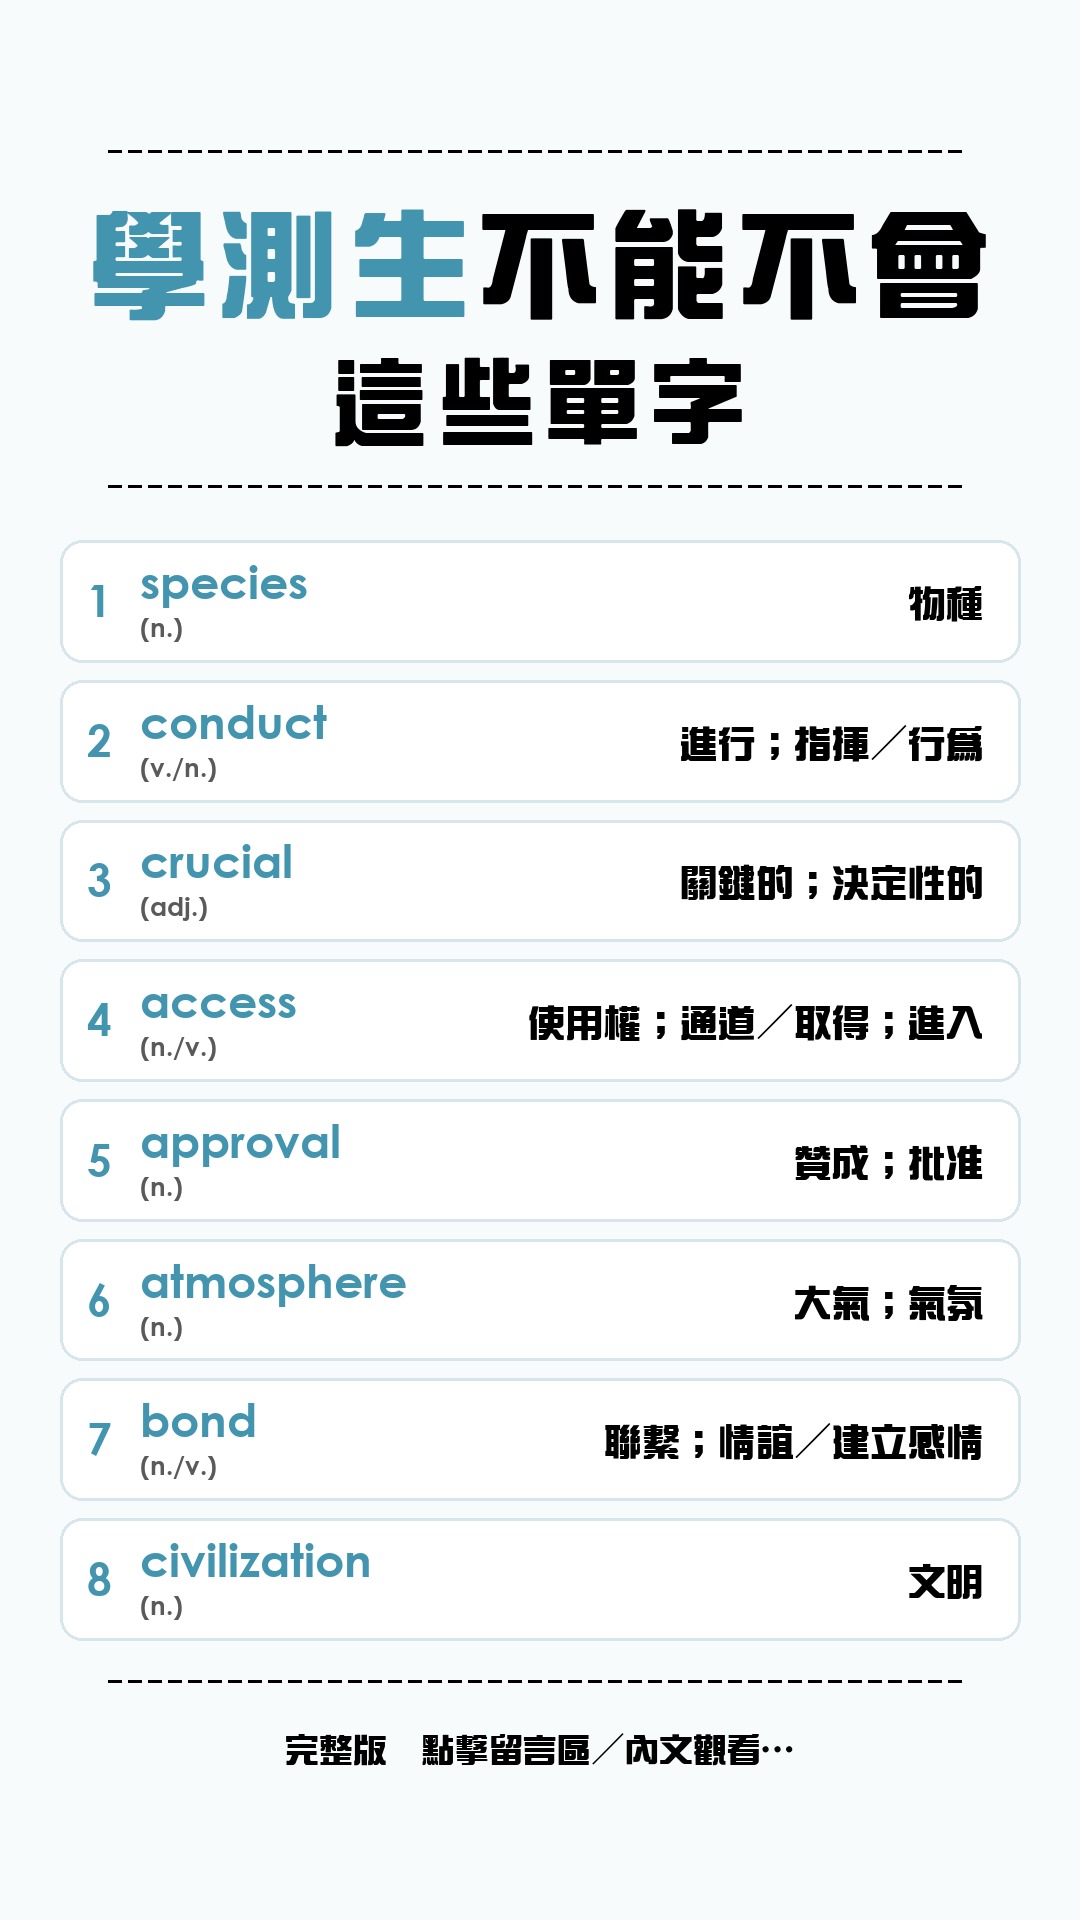 學測生不能不會
這些單字
1 species 物種
(n.)
2 conduct 進行；指揮／行為
(v./n.)
3 crucial 關鍵的；決定性的
(adj.)
4 access 使用權；通道／取得；進入
(n./v.)
5 approval 贊成；批准
(n.)
6 atmosphere 大氣；氣氛
(n.)
7 bond 聯繫；情誼／建立感情
(n./v.)
8 civilization 文明
(n.)
完整版　點擊留言區／內文觀看…